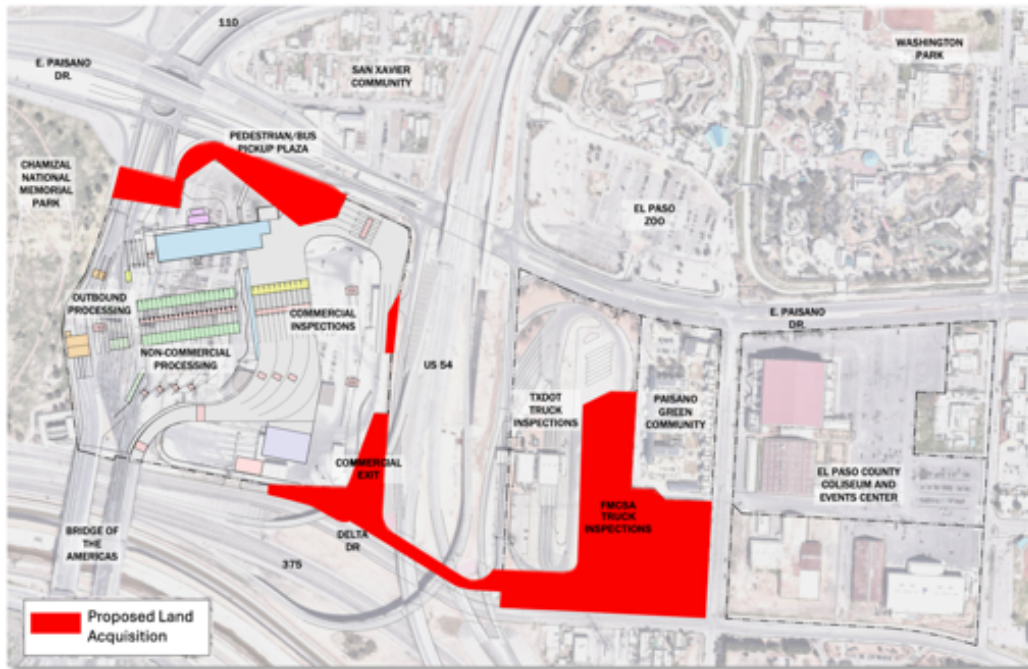 110
E. PAISANO
DR.
SAN XAVIER
COMMUNITY
WASHINGTON
PARK
PEDESTRIAN/BUS
PICKUP PLAZA
CHAMIZAL
NATIONAL
MEMORIAL
PARK
EL PASO
ZOO
OUTBOUND
PROCESSING
COMMERCIAL
INSPECTIONS
E. PAISANO
DR.
NON-COMMERCIAL
PROCESSING
US 54
TXDOT
TRUCK
INSPECTIONS
PAISANO
GREEN
COMMUNITY
COMMERCIAL
EXIT
EL PASO COUNTY
COLISEUM AND
EVENTS CENTER
FMCSA
TRUCK
INSPECTIONS
BRIDGE OF
THE
AMERICAS
DELTA
DR
375
Proposed Land
Acquisition